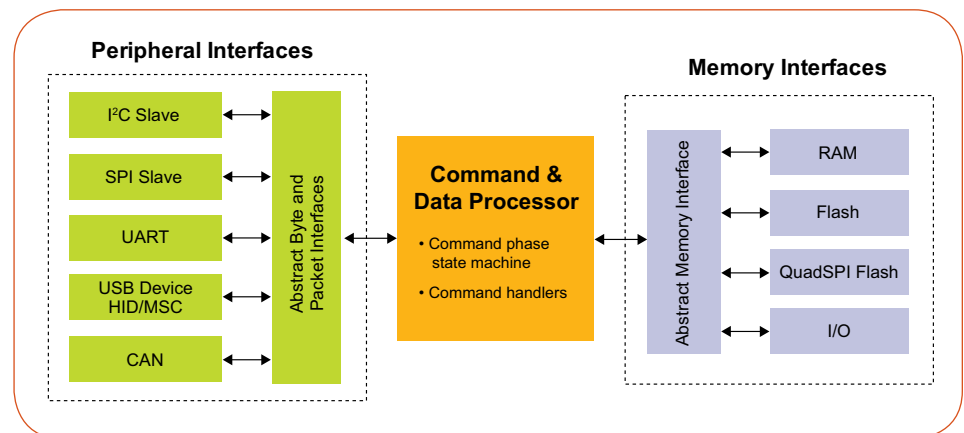 Peripheral Interfaces
I²C Slave
SPI Slave
UART
USB Device
HID/MSC
CAN
Abstract Byte and
Packet Interfaces
Command &
Data Processor
• Command phase
state machine
• Command handlers
Memory Interfaces
Abstract Memory Interface
RAM
Flash
QuadSPI Flash
I/O